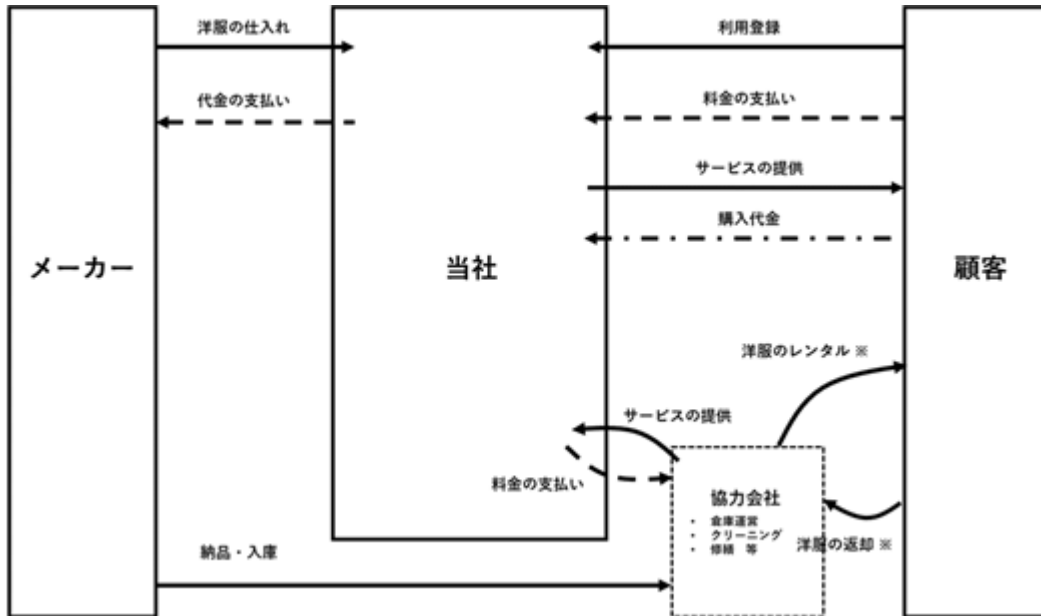 洋服の仕入れ
利用登録
代金の支払い
料金の支払い
サービスの提供
購入代金
メーカー
当社
顧客
洋服のレンタル ※
サービスの提供
料金の支払い
協力会社
• 倉庫運営
• クリーニング
• 修繕 等
洋服の返却 ※
納品・入庫